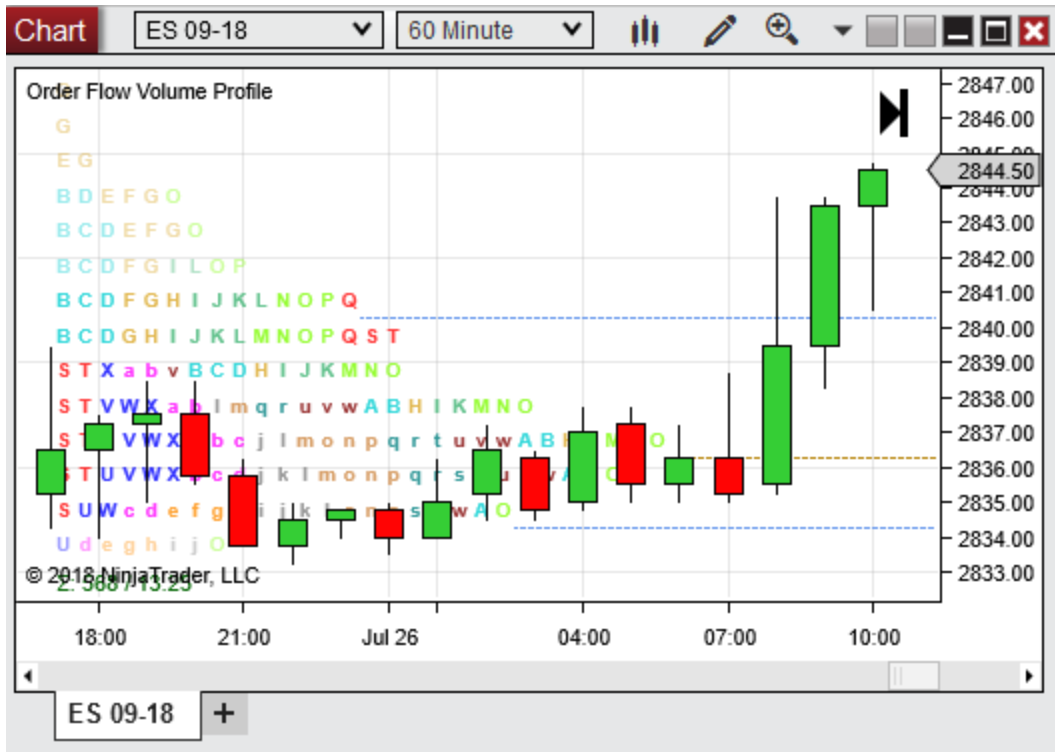 Chart ES 09-18 60 Minute
Order Flow Volume Profile
2847.00
G
2846.00
E G
2844.50
2844.00
B D E F G O
2843.00
B C D E F G O
2842.00
B C D F G I L O P
2841.00
B C D F G H I J K L N O P Q
2840.00
B C D G H I J K L M N O P Q S T
2839.00
S T X a b v B C D H I J K M N O
2838.00
S T V W X a b l m q r u v w A B H I K M N O
2837.00
2836.00
2835.00
2834.00
U d e g h i j O
2833.00
© 2018 NinjaTrader, LLC
Σ: 568 / 13.25
18:00 21:00 Jul 26 04:00 07:00 10:00
ES 09-18 +